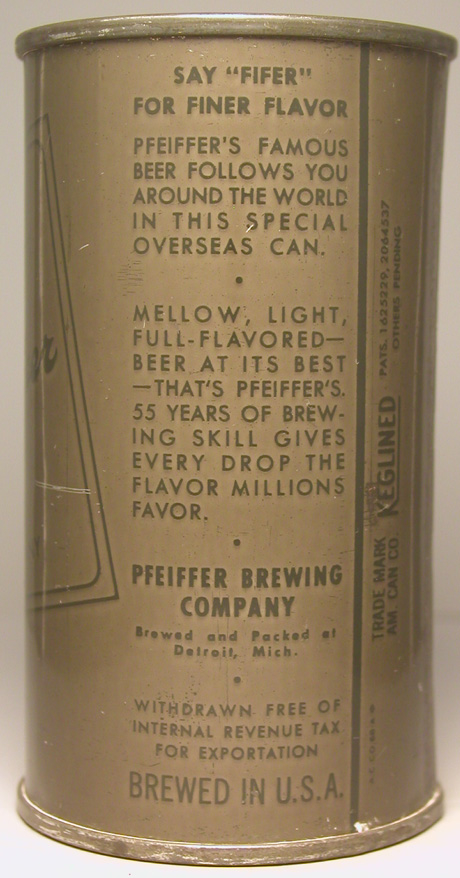 SAY "FIFER"
FOR FINER FLAVOR
PFEIFFER'S FAMOUS
BEER FOLLOWS YOU
AROUND THE WORLD
IN THIS SPECIAL
OVERSEAS CAN.
•
MELLOW, LIGHT,
FULL-FLAVORED—
BEER AT ITS BEST
—THAT'S PFEIFFER'S.
55 YEARS OF BREW-
ING SKILL GIVES
EVERY DROP THE
FLAVOR MILLIONS
FAVOR.
•
PFEIFFER BREWING
COMPANY
Brewed and Packed at
Detroit, Mich.
•
WITHDRAWN FREE OF
INTERNAL REVENUE TAX
FOR EXPORTATION
BREWED IN U.S.A.
TRADE MARK KEGLINED PATS. 1625229, 2064537
AM. CAN CO. OTHERS PENDING
er